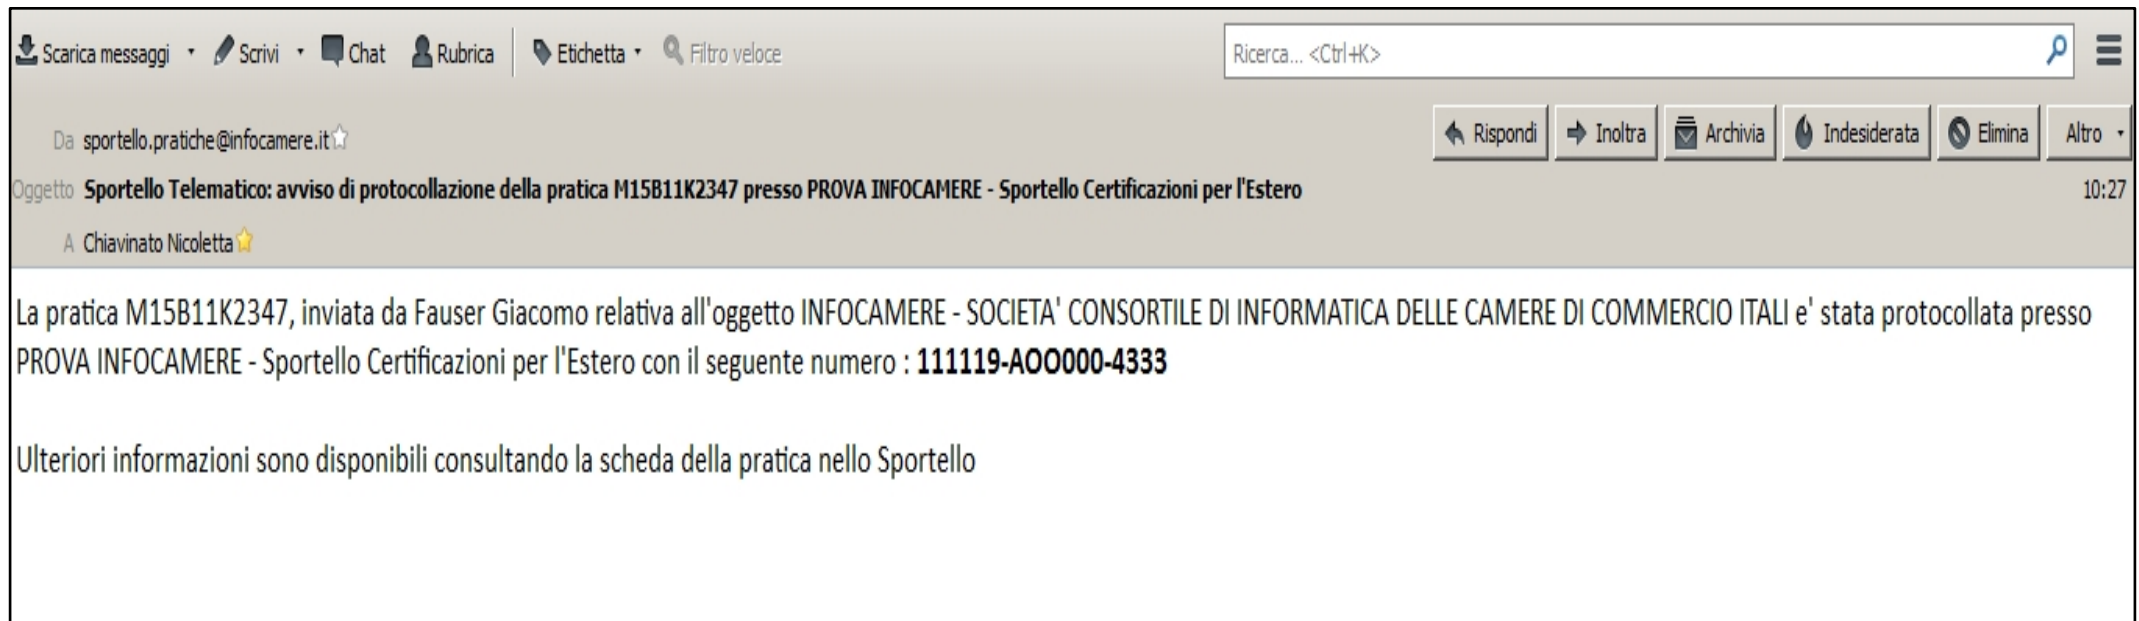 Scarica messaggi Scrivi Chat Rubrica Etichetta Filtro veloce Ricerca... <Ctrl+K>
Da sportello.pratiche@infocamere.it Rispondi Inoltra Archivia Indesiderata Elimina Altro
Oggetto Sportello Telematico: avviso di protocollazione della pratica M15B11K2347 presso PROVA INFOCAMERE - Sportello Certificazioni per l'Estero 10:27
A Chiavinato Nicoletta
La pratica M15B11K2347, inviata da Fauser Giacomo relativa all'oggetto INFOCAMERE - SOCIETA' CONSORTILE DI INFORMATICA DELLE CAMERE DI COMMERCIO ITALI e' stata protocollata presso
PROVA INFOCAMERE - Sportello Certificazioni per l'Estero con il seguente numero : 111119-AOO000-4333
Ulteriori informazioni sono disponibili consultando la scheda della pratica nello Sportello